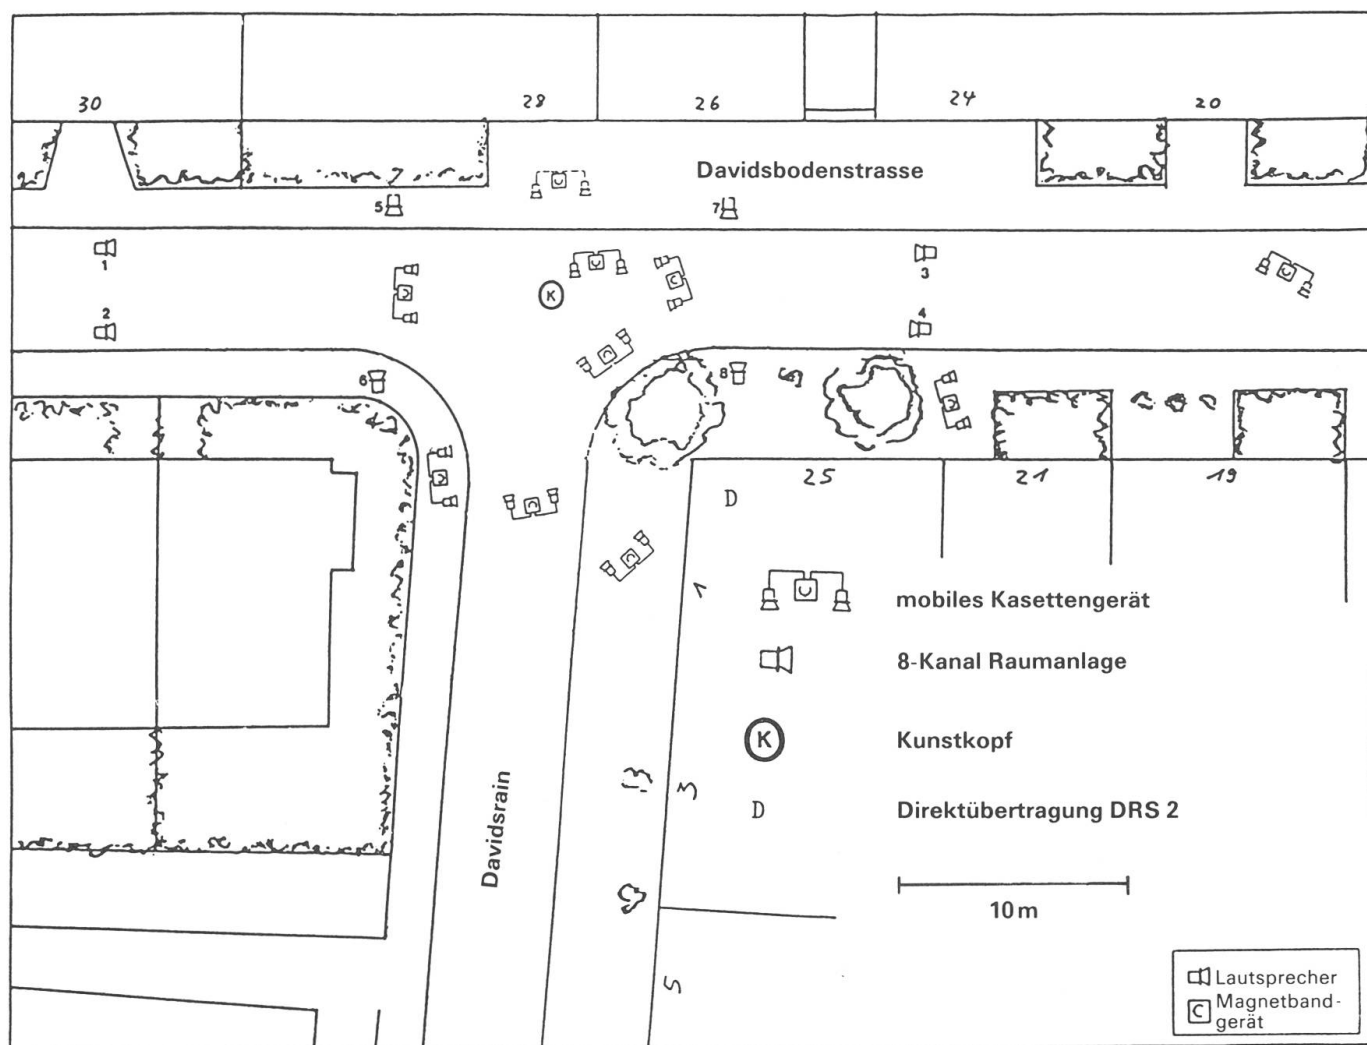 30
28
26
24
20
Davidsbodenstrasse
5
7
1
3
K
2
4
6
8
25
21
19
D
1
mobiles Kasettengerät
8-Kanal Raumanlage
K
Kunstkopf
3
D
Direktübertragung DRS 2
Davidsrain
10 m
5
Lautsprecher
C
Magnetband-
gerät